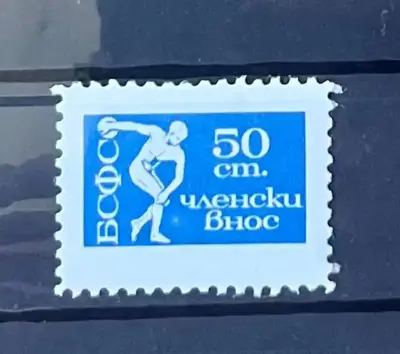 БСФС
50
ст.
членски
внос